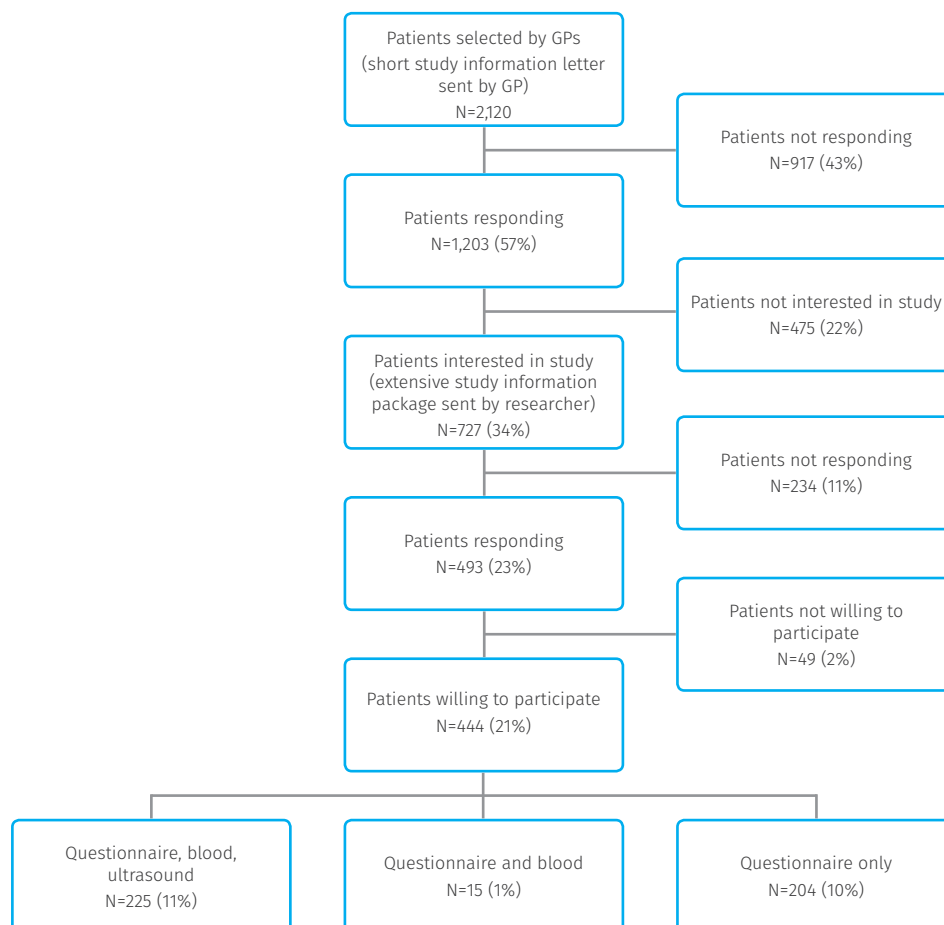 Patients selected by GPs
(short study information letter
sent by GP)
N=2,120
Patients not responding
N=917 (43%)
Patients responding
N=1,203 (57%)
Patients not interested in study
N=475 (22%)
Patients interested in study
(extensive study information
package sent by researcher)
N=727 (34%)
Patients not responding
N=234 (11%)
Patients responding
N=493 (23%)
Patients not willing to
participate
N=49 (2%)
Patients willing to participate
N=444 (21%)
Questionnaire, blood,
ultrasound
N=225 (11%)
Questionnaire and blood
N=15 (1%)
Questionnaire only
N=204 (10%)